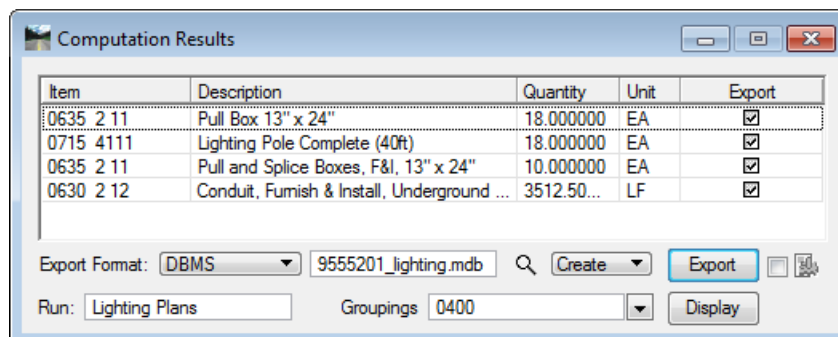 Computation Results
Item Description Quantity Unit Export
0635 2 11 Pull Box 13" x 24" 18.000000 EA
0715 4111 Lighting Pole Complete (40ft) 18.000000 EA
0635 2 11 Pull and Splice Boxes, F&I, 13" x 24" 10.000000 EA
0630 2 12 Conduit, Furnish & Install, Underground ... 3512.50... LF
Export Format: DBMS 9555201_lighting.mdb Create Export
Run: Lighting Plans Groupings 0400 Display